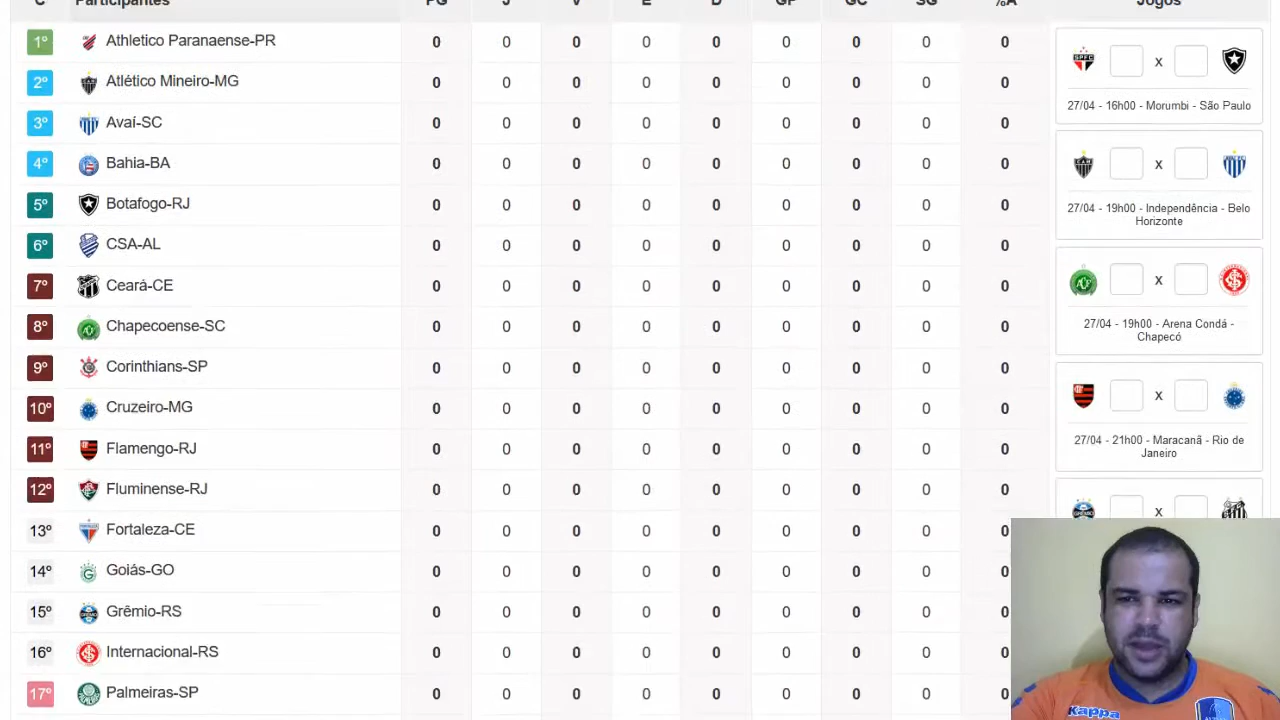 C Participantes PG J V E D GP GC SG %A Jogos
1º Athletico Paranaense-PR 0 0 0 0 0 0 0 0 0
2º Atlético Mineiro-MG 0 0 0 0 0 0 0 0 0
3º Avaí-SC 0 0 0 0 0 0 0 0 0
4º Bahia-BA 0 0 0 0 0 0 0 0 0
5º Botafogo-RJ 0 0 0 0 0 0 0 0 0
6º CSA-AL 0 0 0 0 0 0 0 0 0
7º Ceará-CE 0 0 0 0 0 0 0 0 0
8º Chapecoense-SC 0 0 0 0 0 0 0 0 0
9º Corinthians-SP 0 0 0 0 0 0 0 0 0
10º Cruzeiro-MG 0 0 0 0 0 0 0 0 0
11º Flamengo-RJ 0 0 0 0 0 0 0 0 0
12º Fluminense-RJ 0 0 0 0 0 0 0 0 0
13º Fortaleza-CE 0 0 0 0 0 0 0 0 0
14º Goiás-GO 0 0 0 0 0 0 0 0 0
15º Grêmio-RS 0 0 0 0 0 0 0 0 0
16º Internacional-RS 0 0 0 0 0 0 0 0 0
17º Palmeiras-SP 0 0 0 0 0 0 0 0 0
SPFC x
27/04 - 16h00 - Morumbi - São Paulo
CAM x
27/04 - 19h00 - Independência - Belo
Horizonte
x
27/04 - 19h00 - Arena Condá -
Chapecó
x
27/04 - 21h00 - Maracanã - Rio de
Janeiro
x
Kappa